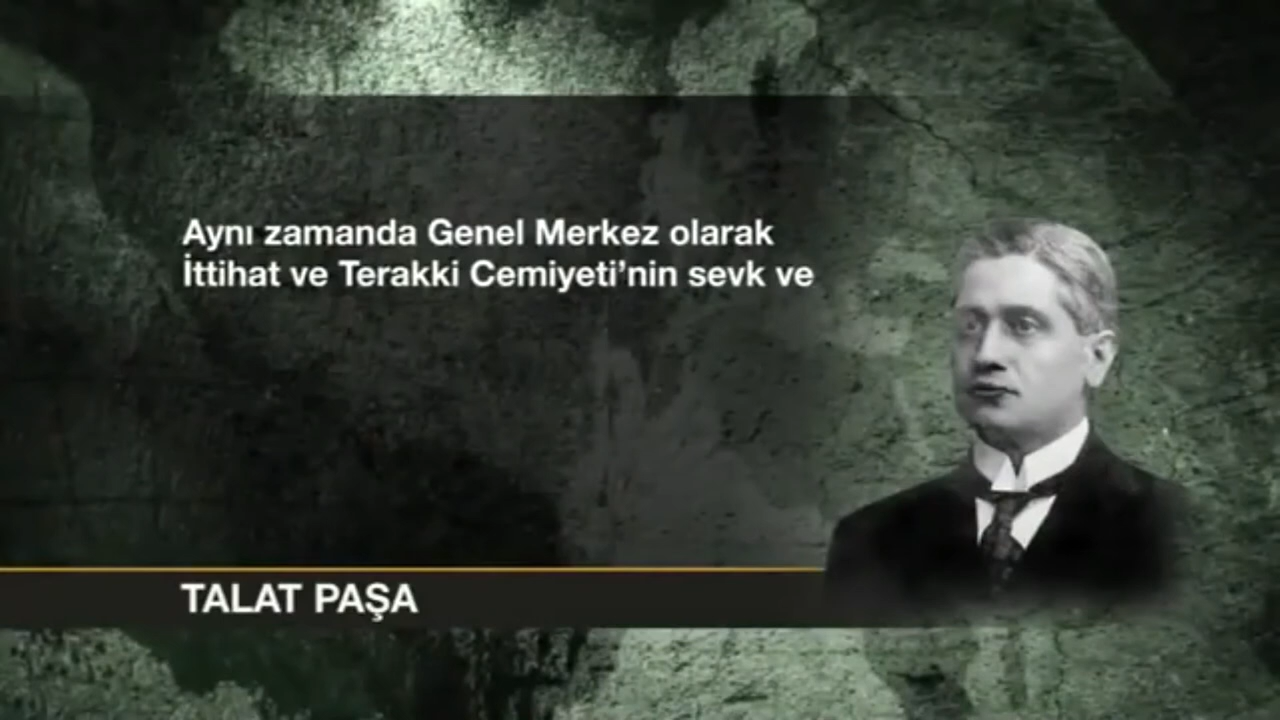 Aynı zamanda Genel Merkez olarak
İttihat ve Terakki Cemiyeti’nin sevk ve
TALAT PAŞA